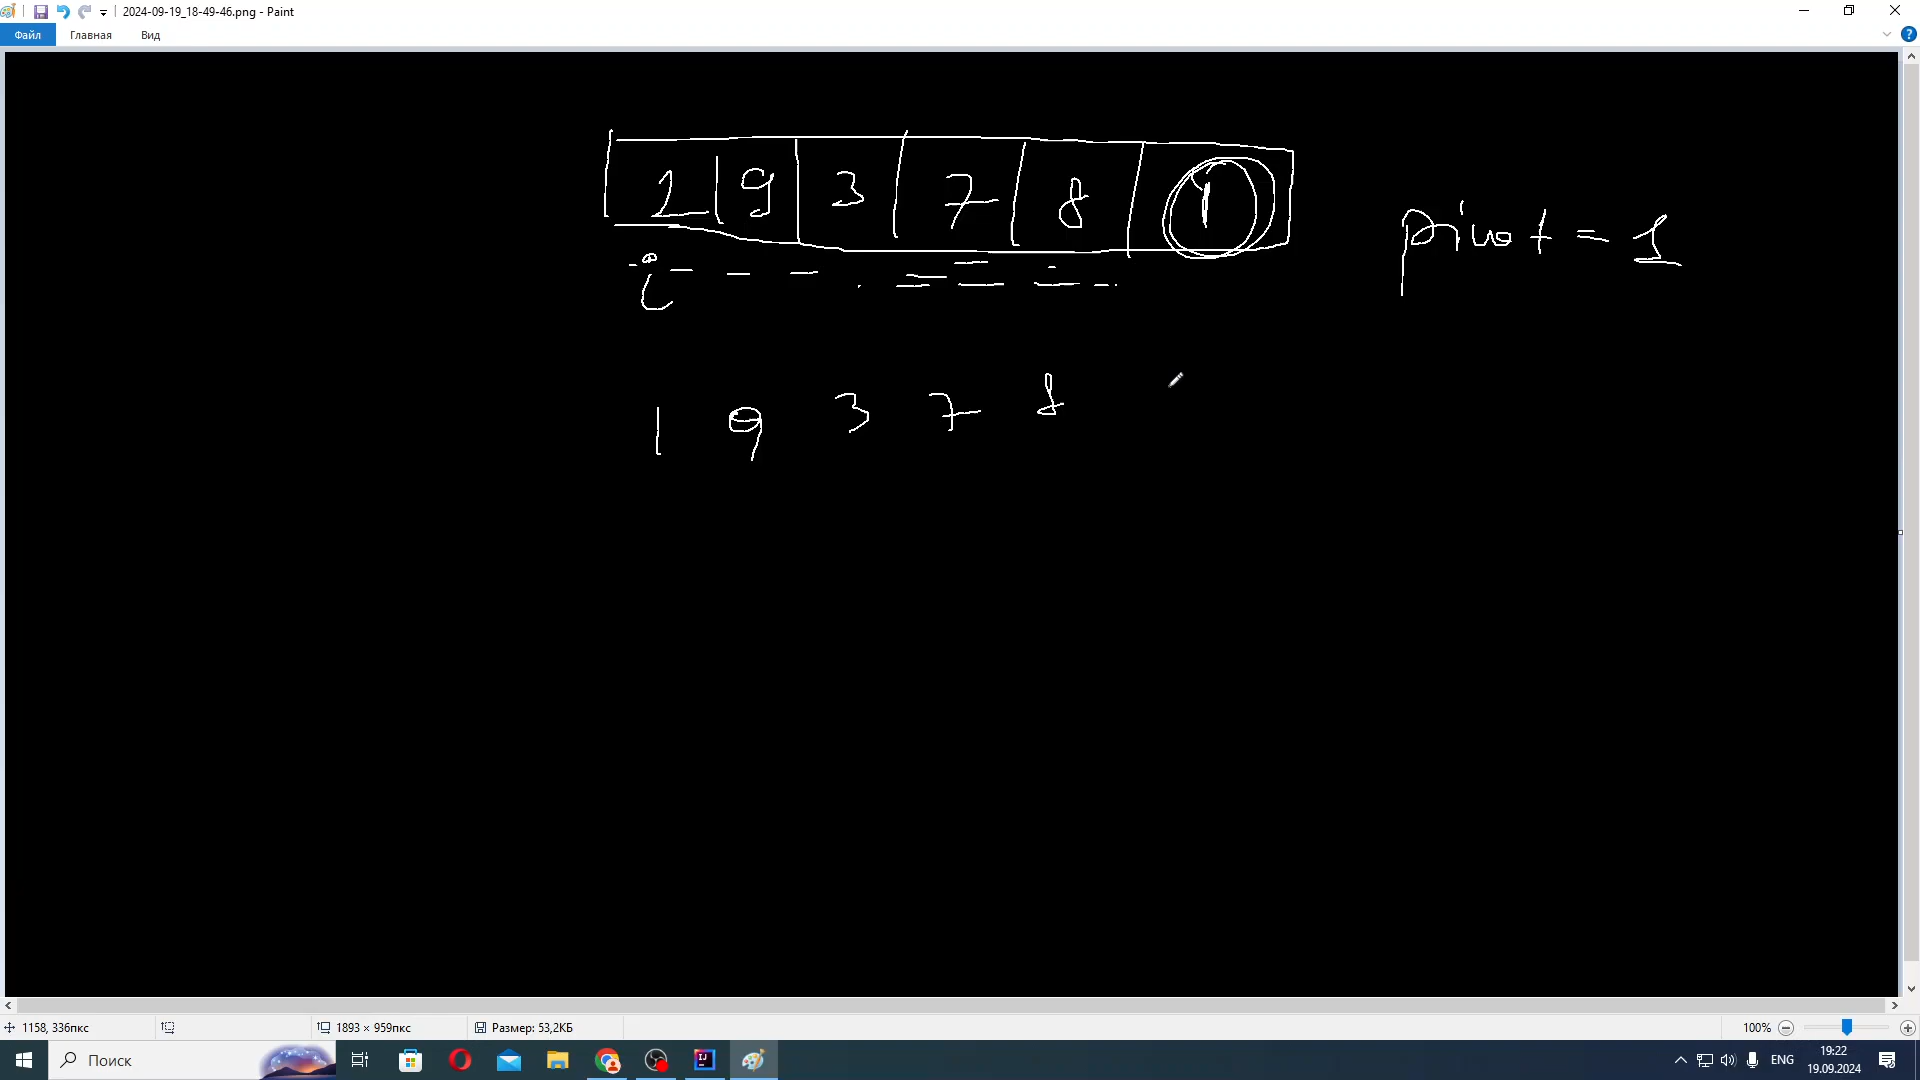 2024-09-19_18-49-46.png - Paint
Файл Главная Вид
2 9 3 7 8 1
pivot = 1
i
1 9 3 7 8
1158, 336пкс 1893 × 959пкс Размер: 53,2КБ 100%
Поиск ENG 19:22
19.09.2024